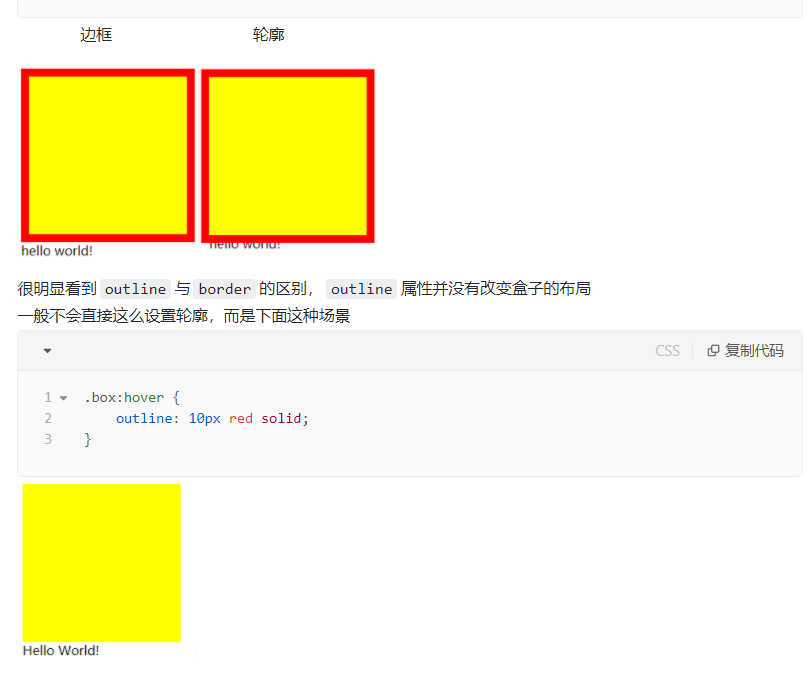 边框 轮廓
hello world! hello world!
很明显看到 outline 与 border 的区别， outline 属性并没有改变盒子的布局
一般不会直接这么设置轮廓，而是下面这种场景
CSS 复制代码
1 .box:hover {
2 outline: 10px red solid;
3 }
Hello World!